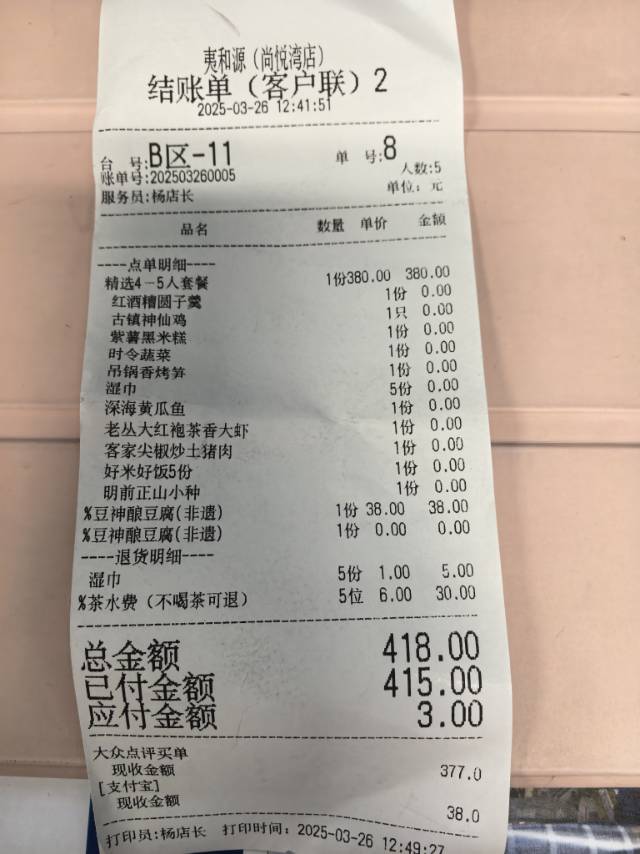 夷和源（尚悦湾店）
结账单（客户联）2
2025-03-26 12:41:51
台 号:B区-11 单 号:8
账单号:202503260005 人数:5
服务员:杨店长 单位：元
品名 数量 单价 金额
----点单明细----
精选4-5人套餐 1份380.00 380.00
红酒糟圆子羹 1份 0.00
古镇神仙鸡 1只 0.00
紫薯黑米糕 1份 0.00
时令蔬菜 1份 0.00
吊锅香烤笋 1份 0.00
湿巾 5份 0.00
深海黄瓜鱼 1份 0.00
老丛大红袍茶香大虾 1份 0.00
客家尖椒炒土猪肉 1份 0.00
好米好饭5份 1份 0.00
明前正山小种 1份 0.00
%豆神酿豆腐(非遗) 1份 38.00 38.00
%豆神酿豆腐(非遗) 1份 0.00 0.00
----退货明细----
湿巾 5份 1.00 5.00
%茶水费（不喝茶可退） 5位 6.00 30.00
总金额 418.00
已付金额 415.00
应付金额 3.00
大众点评买单
现收金额 377.0
[支付宝]
现收金额 38.0
打印员:杨店长 打印时间：2025-03-26 12:49:27